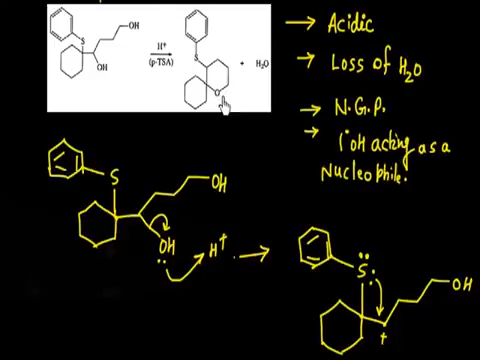 OH
S
OH
H⁺
(p-TSA)
S
O
+ H₂O
→ Acidic
→ Loss of H₂O
→ N.G.P.
→ 1° OH acting as a
Nucleophile.
S
OH
OH
H⁺
S
OH
+